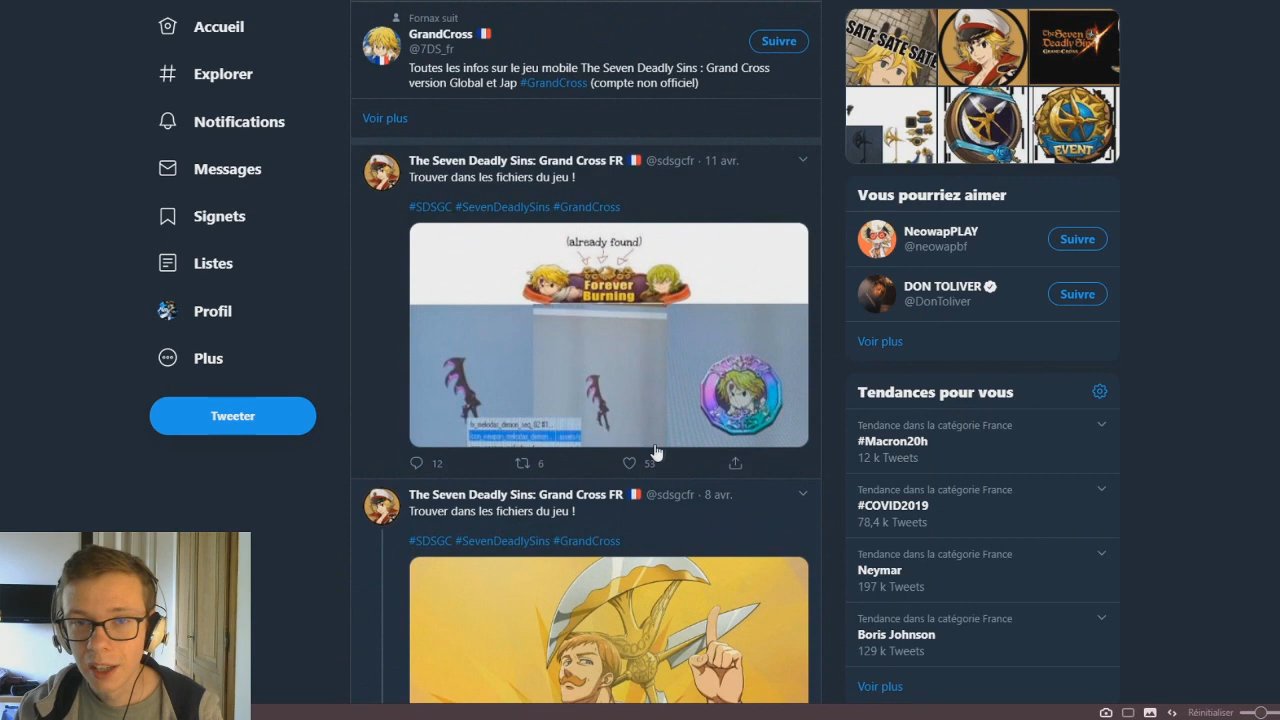 Accueil
Explorer
Notifications
Messages
Signets
Listes
Profil
Plus
Tweeter
Fornax suit
GrandCross
@7DS_fr
Suivre
Toutes les infos sur le jeu mobile The Seven Deadly Sins : Grand Cross
version Global et Jap #GrandCross (compte non officiel)
Voir plus
The Seven Deadly Sins: Grand Cross FR @sdsgcfr · 11 avr.
Trouver dans les fichiers du jeu !
#SDSGC #SevenDeadlySins #GrandCross
(already found)
Forever
Burning
12
6
53
The Seven Deadly Sins: Grand Cross FR @sdsgcfr · 8 avr.
Trouver dans les fichiers du jeu !
#SDSGC #SevenDeadlySins #GrandCross
SATE SATE SATE
The Seven
Deadly Sins
GRAND CROSS
EVENT
Vous pourriez aimer
NeowapPLAY
@neowapbf
Suivre
DON TOLIVER
@DonToliver
Suivre
Voir plus
Tendances pour vous
Tendance dans la catégorie France
#Macron20h
12 k Tweets
Tendance dans la catégorie France
#COVID2019
78,4 k Tweets
Tendance dans la catégorie France
Neymar
197 k Tweets
Tendance dans la catégorie France
Boris Johnson
129 k Tweets
Voir plus
Réinitialiser